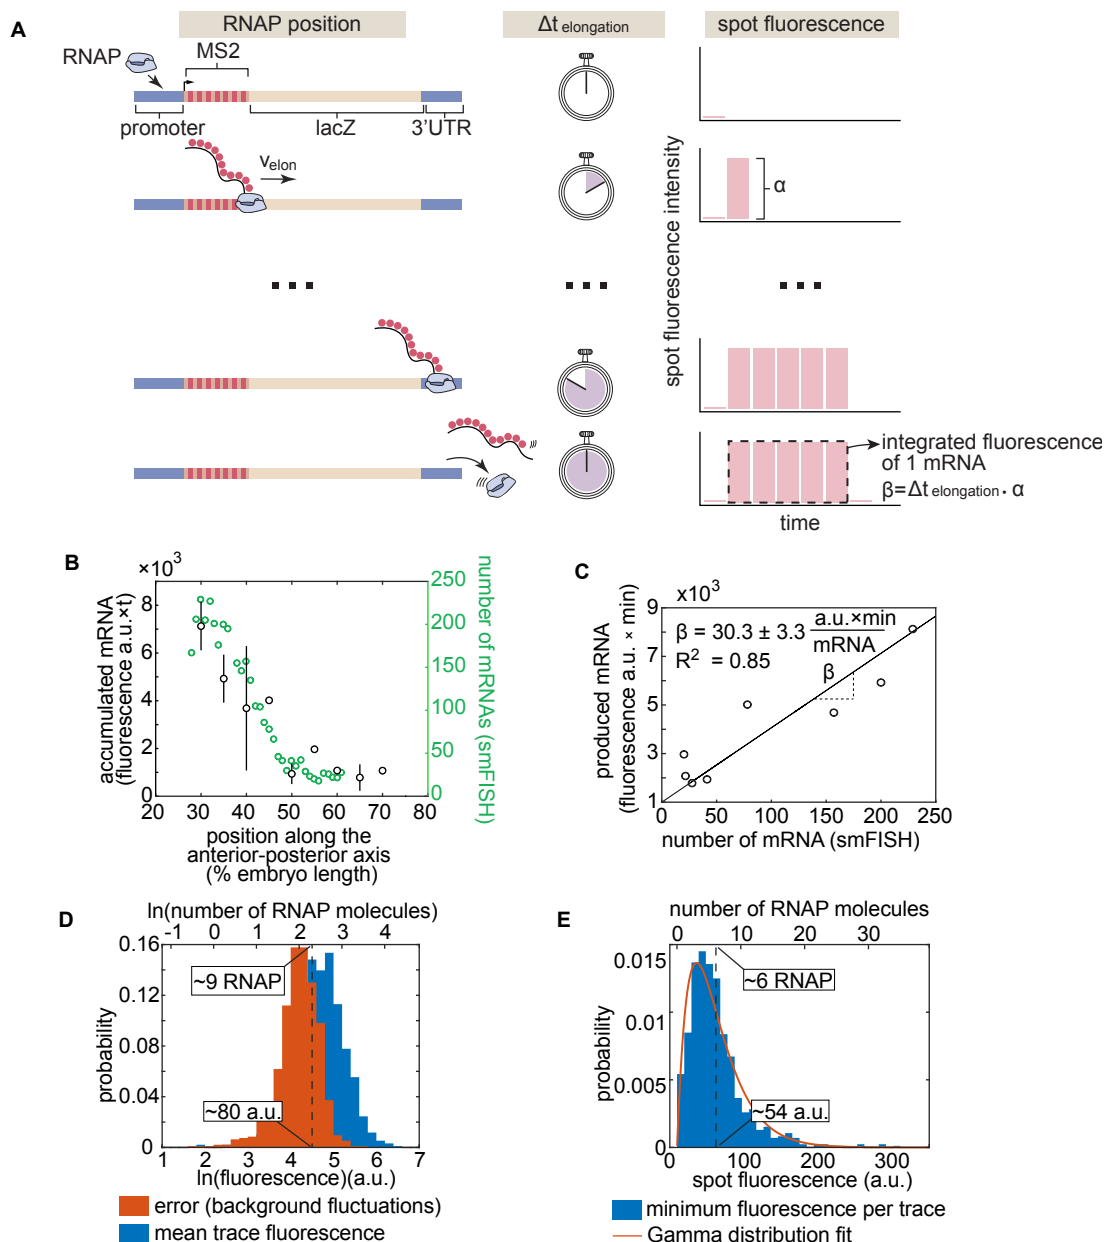 A
RNAP position
Δt elongation
spot fluorescence
RNAP
MS2
promoter
lacZ
3'UTR
velon
spot fluorescence intensity
α
integrated fluorescence
of 1 mRNA
β=Δt elongation · α
time
B
×10³
accumulated mRNA
(fluorescence a.u.×t)
8
6
4
2
0
250
200
150
100
50
0
number of mRNAs
(smFISH)
20 30 40 50 60 70 80
position along the
anterior-posterior axis
(% embryo length)
C
×10³
produced mRNA
(fluorescence a.u. × min)
9
7
5
3
1
β = 30.3 ± 3.3 a.u.×min
mRNA
R² = 0.85
β
0 50 100 150 200 250
number of mRNA (smFISH)
D
ln(number of RNAP molecules)
-1 0 1 2 3 4
probability
0.16
0.12
0.08
0.04
0
~9 RNAP
~80 a.u.
1 2 3 4 5 6 7
ln(fluorescence)(a.u.)
error (background fluctuations)
mean trace fluorescence
E
number of RNAP molecules
0 10 20 30
probability
0.015
0.01
0.005
0
~6 RNAP
~54 a.u.
0 100 200 300
spot fluorescence (a.u.)
minimum fluorescence per trace
Gamma distribution fit